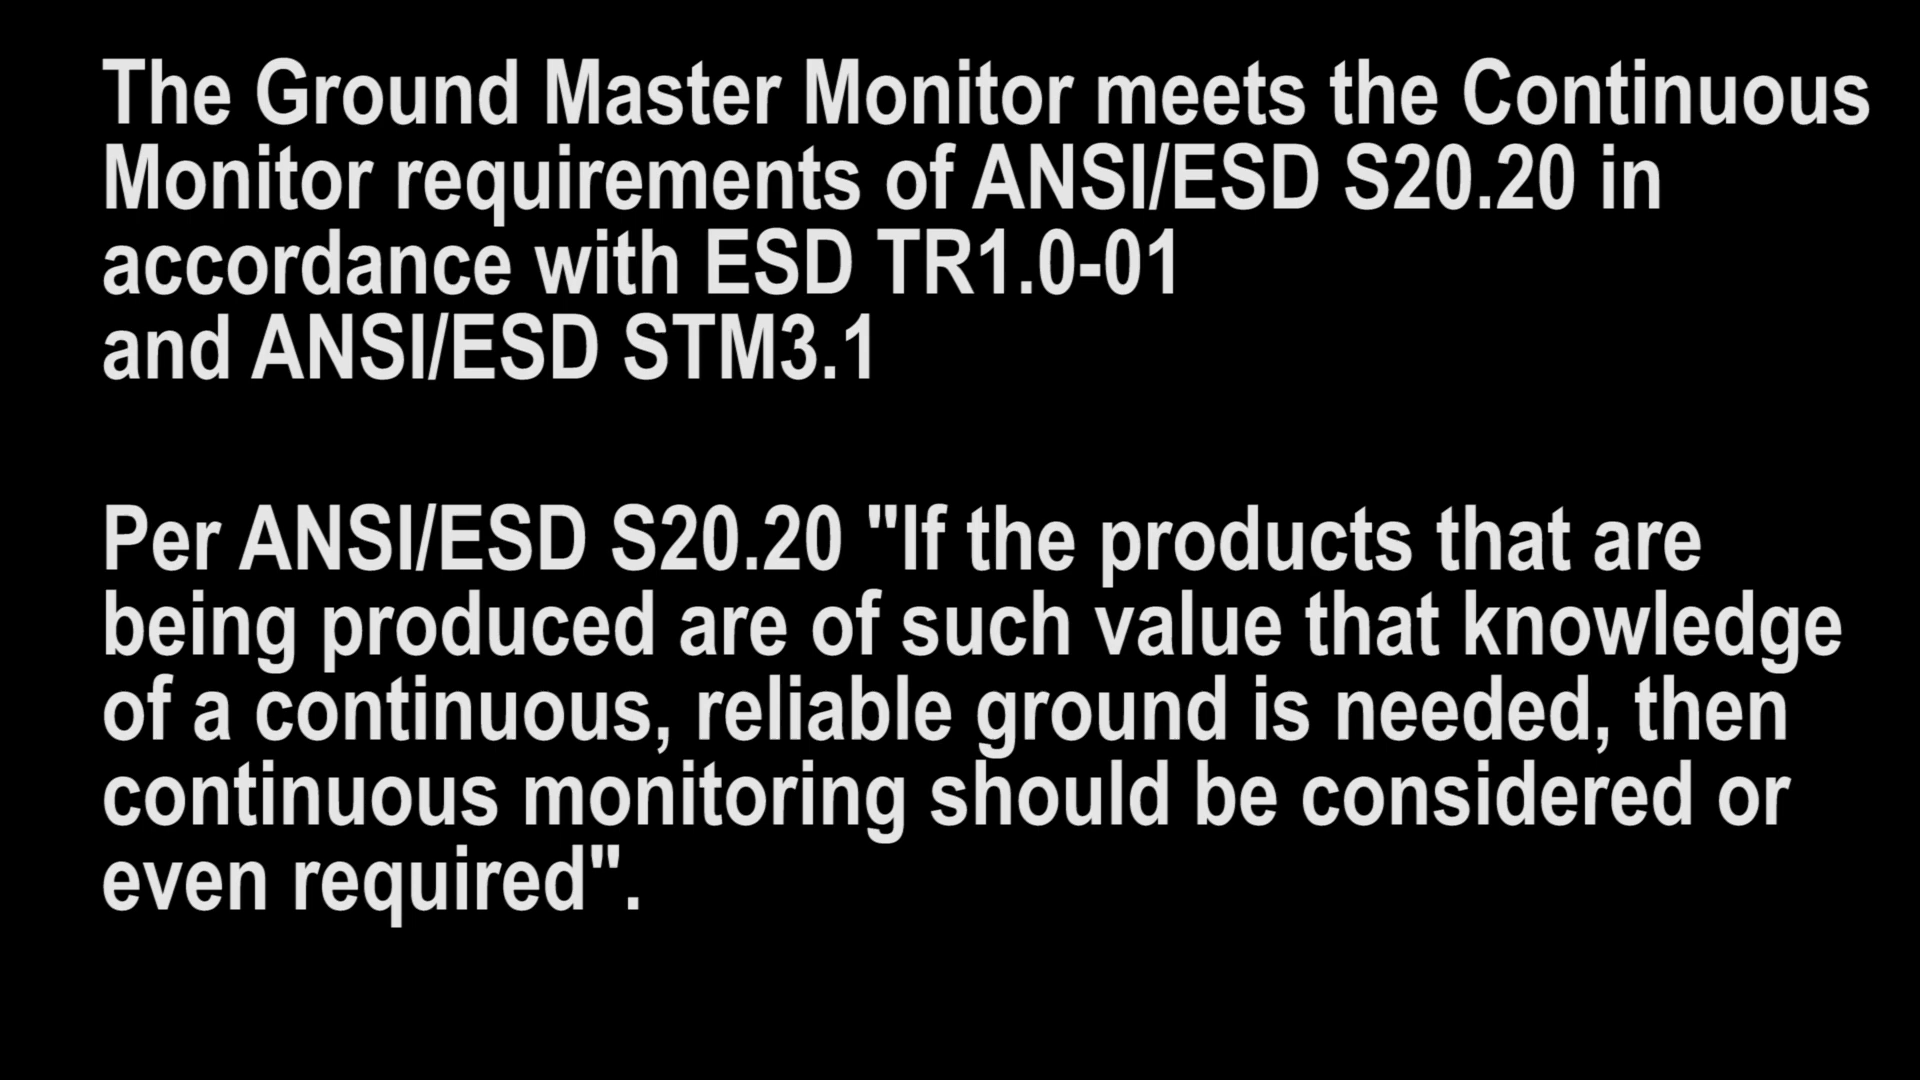 The Ground Master Monitor meets the Continuous
Monitor requirements of ANSI/ESD S20.20 in
accordance with ESD TR1.0-01
and ANSI/ESD STM3.1
Per ANSI/ESD S20.20 "If the products that are
being produced are of such value that knowledge
of a continuous, reliable ground is needed, then
continuous monitoring should be considered or
even required".